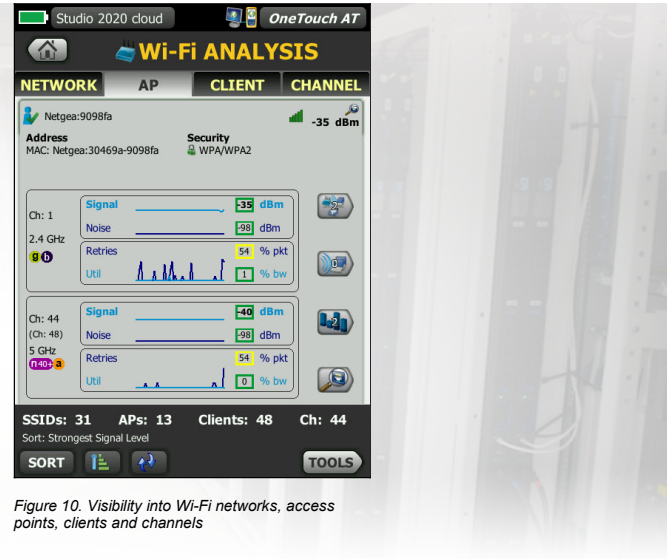 Studio 2020 cloud
OneTouch AT
Wi-Fi ANALYSIS
NETWORK AP CLIENT CHANNEL
Netgea:9098fa
-35 dBm
Address Security
MAC: Netgea:30469a-9098fa WPA/WPA2
Ch: 1
2.4 GHz
g b
Signal -35 dBm
Noise -98 dBm
Retries 54 % pkt
Util 1 % bw
2
Ch: 44
(Ch: 48)
5 GHz
n40+ a
Signal -40 dBm
Noise -98 dBm
Retries 54 % pkt
Util 0 % bw
2
SSIDs: 31 APs: 13 Clients: 48 Ch: 44
Sort: Strongest Signal Level
SORT
TOOLS
Figure 10. Visibility into Wi-Fi networks, access
points, clients and channels